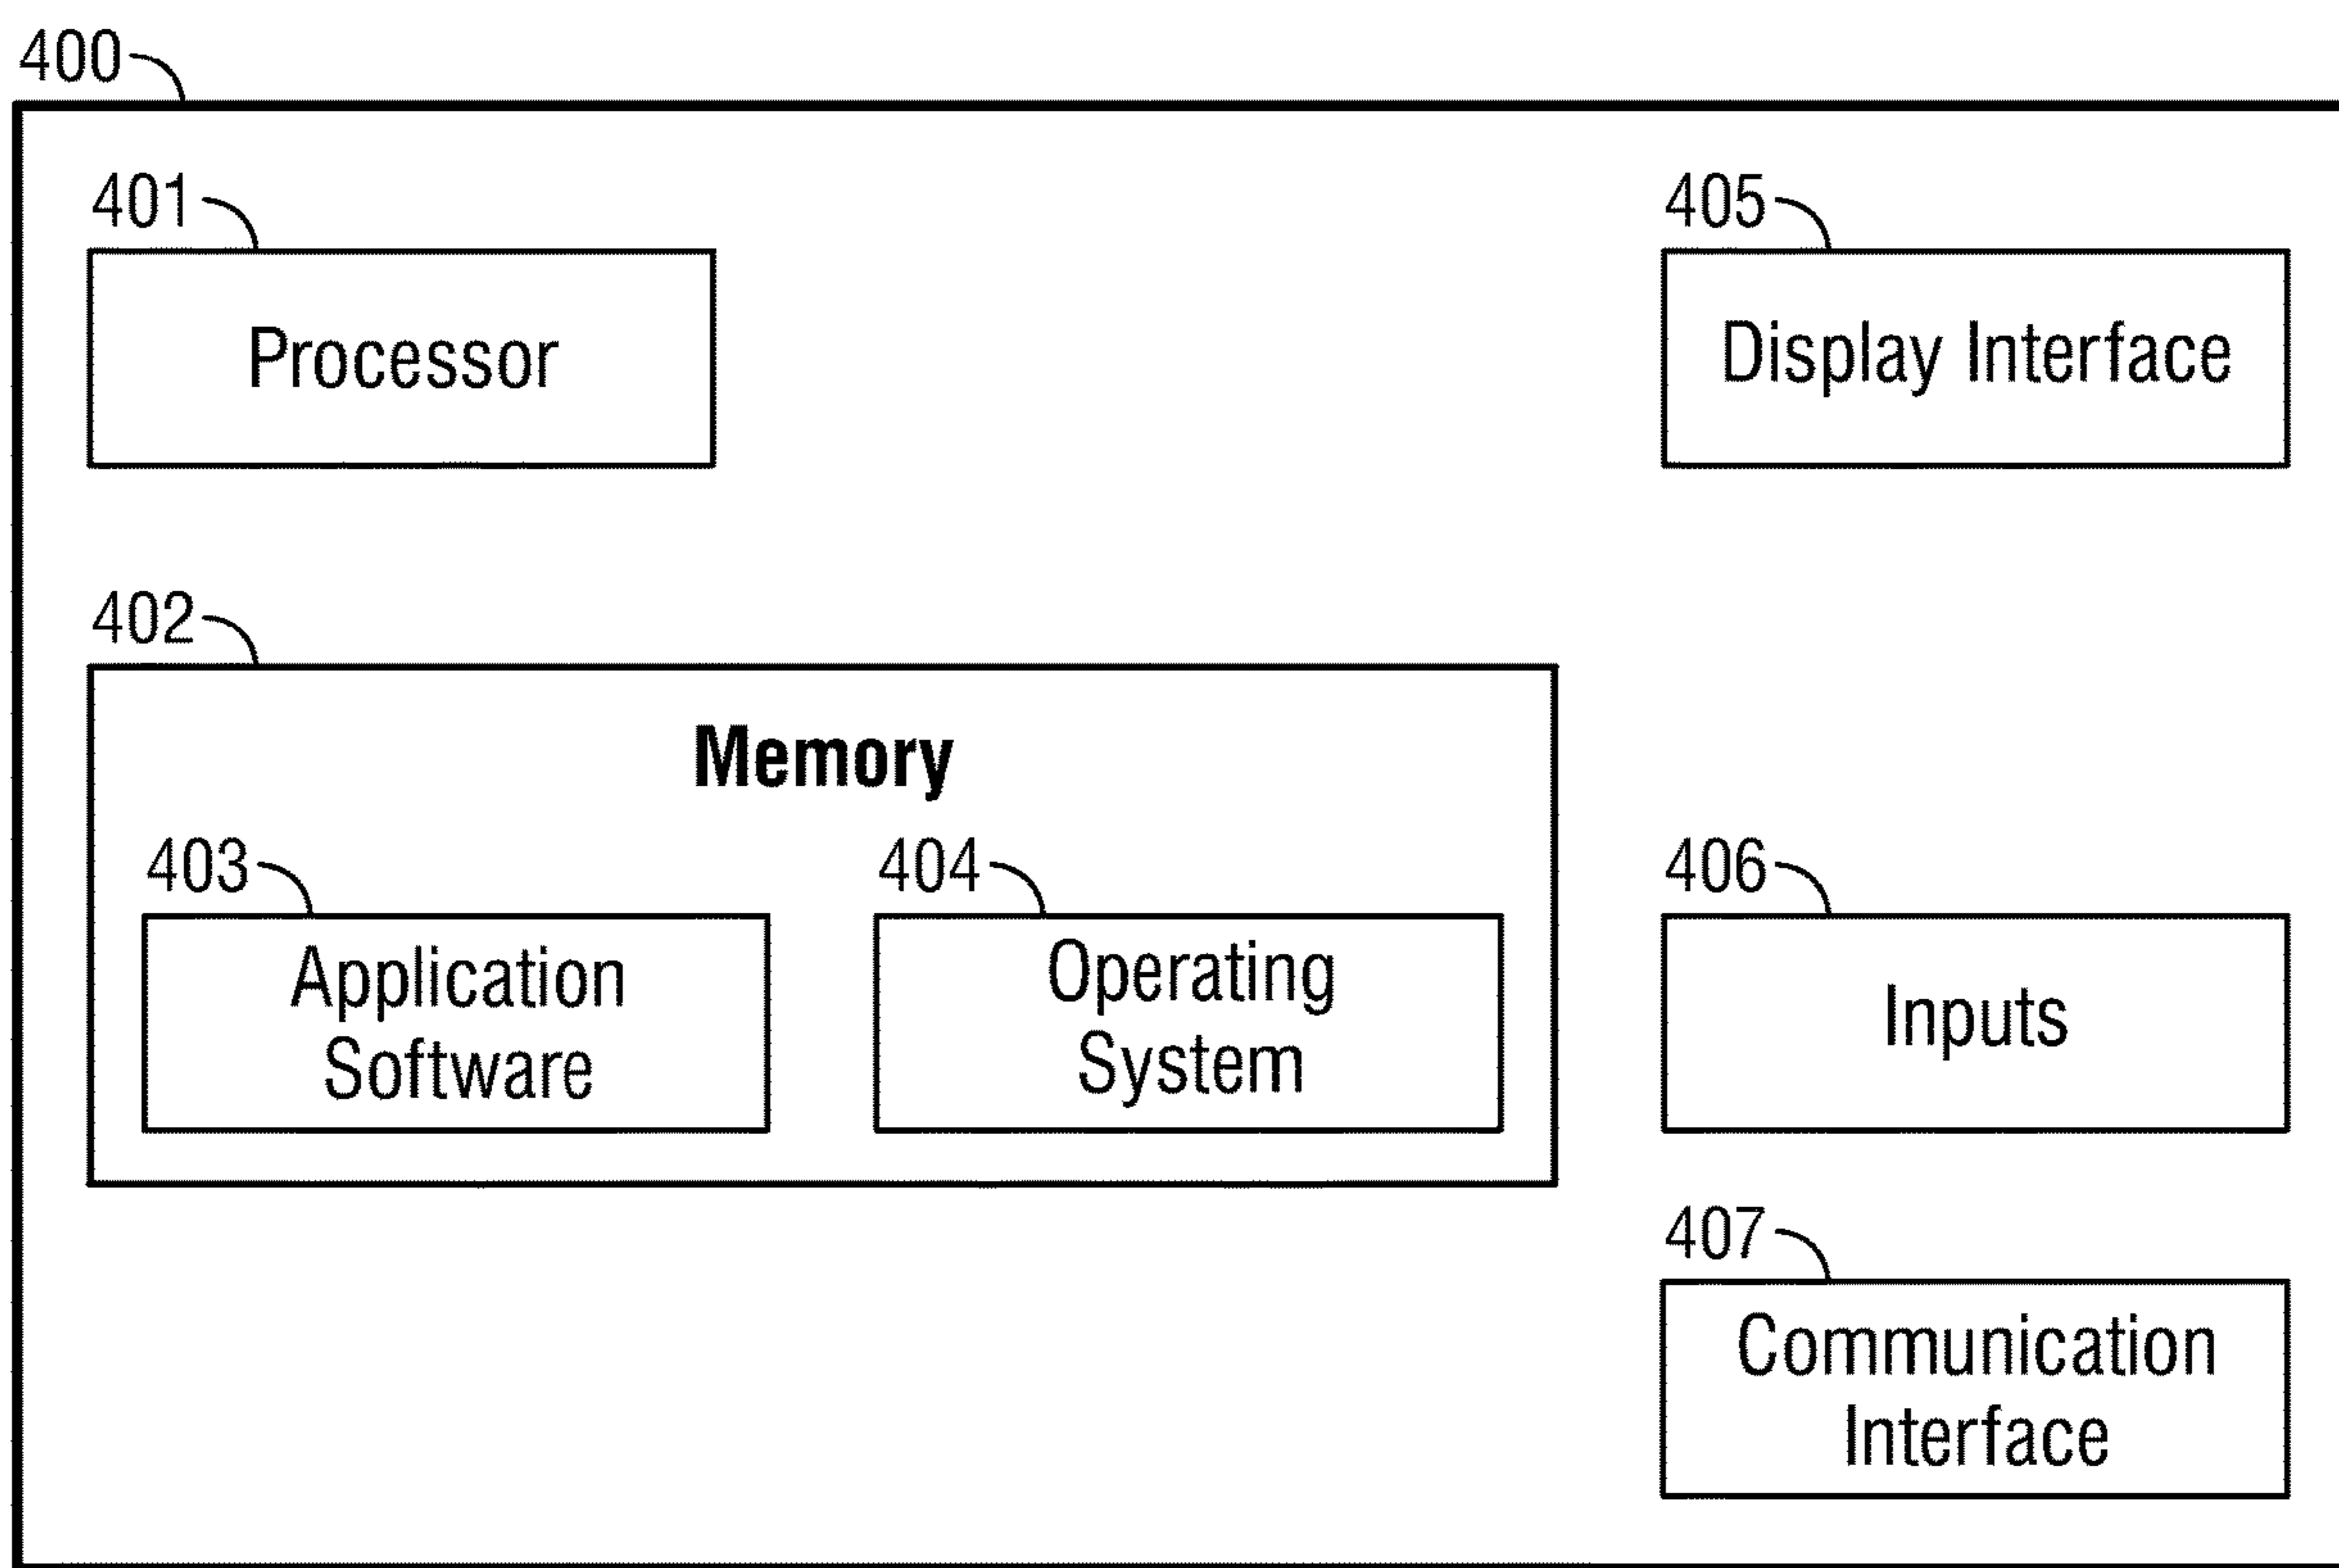 400
401
Processor
405
Display Interface
402
Memory
403
Application
Software
404
Operating
System
406
Inputs
407
Communication
Interface